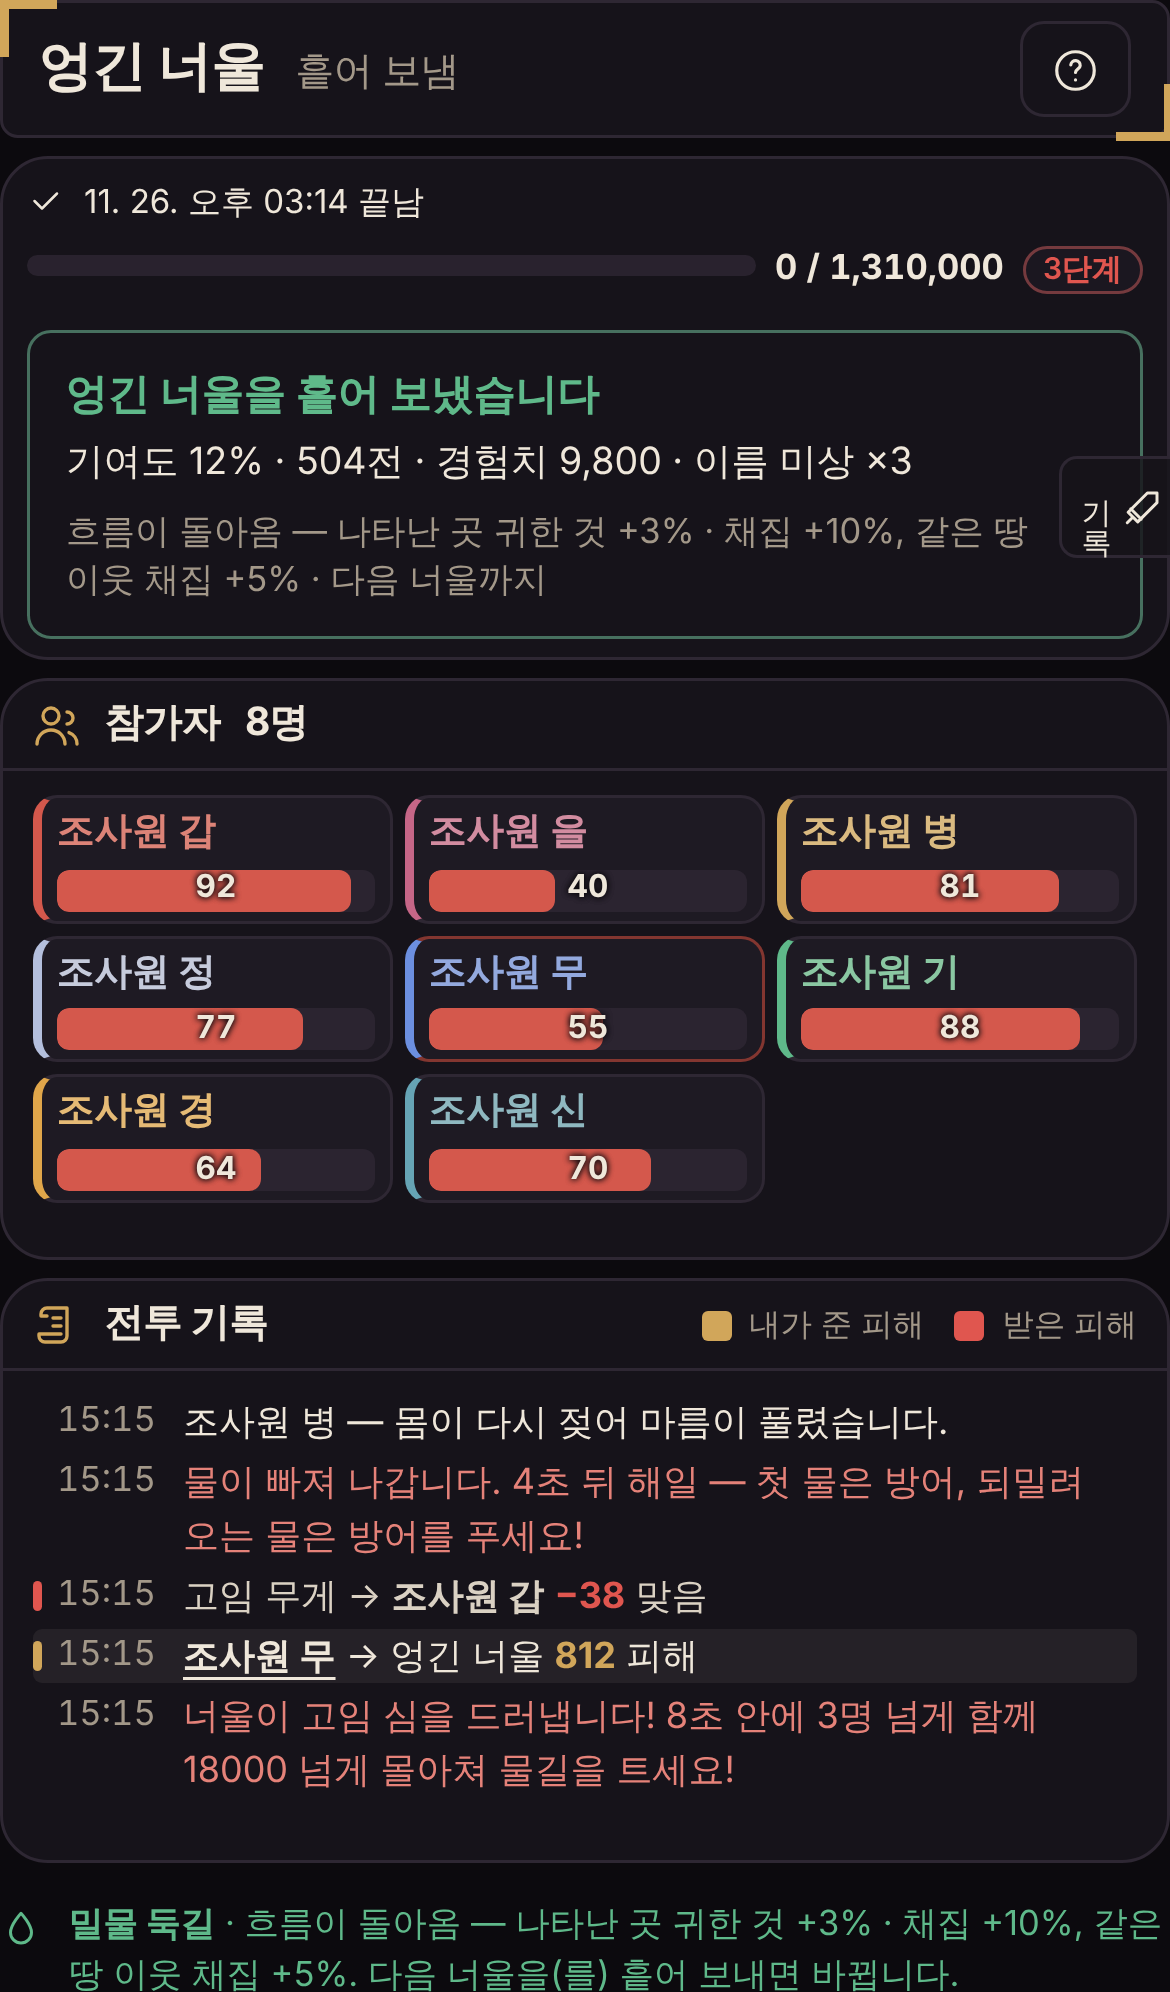 엉긴 너울 흩어 보냄
11. 26. 오후 03:14 끝남
0 / 1,310,000 3단계
엉긴 너울을 흩어 보냈습니다
기여도 12% · 504전 · 경험치 9,800 · 이름 미상 ×3
흐름이 돌아옴 — 나타난 곳 귀한 것 +3% · 채집 +10%, 같은 땅
이웃 채집 +5% · 다음 너울까지
기록
참가자 8명
조사원 갑 조사원 을 조사원 병
92 40 81
조사원 정 조사원 무 조사원 기
77 55 88
조사원 경 조사원 신
64 70
전투 기록 내가 준 피해 받은 피해
15:15 조사원 병 — 몸이 다시 젖어 마름이 풀렸습니다.
15:15 물이 빠져 나갑니다. 4초 뒤 해일 — 첫 물은 방어, 되밀려
오는 물은 방어를 푸세요!
15:15 고임 무게 → 조사원 갑 −38 맞음
15:15 조사원 무 → 엉긴 너울 812 피해
15:15 너울이 고임 심을 드러냅니다! 8초 안에 3명 넘게 함께
18000 넘게 몰아쳐 물길을 트세요!
밀물 둑길 · 흐름이 돌아옴 — 나타난 곳 귀한 것 +3% · 채집 +10%, 같은
땅 이웃 채집 +5%. 다음 너울을(를) 흩어 보내면 바뀝니다.